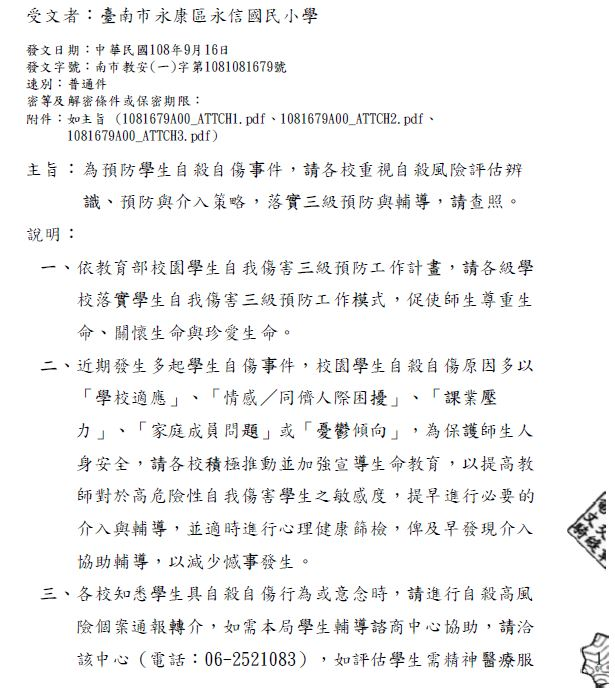 受文者：臺南市永康區永信國民小學
發文日期：中華民國108年9月16日
發文字號：南市教安(一)字第1081081679號
速別：普通件
密等及解密條件或保密期限：
附件：如主旨（1081679A00_ATTCH1.pdf、1081679A00_ATTCH2.pdf、
1081679A00_ATTCH3.pdf）
主旨：為預防學生自殺自傷事件，請各校重視自殺風險評估辨
識、預防與介入策略，落實三級預防與輔導，請查照。
說明：
一、依教育部校園學生自我傷害三級預防工作計畫，請各級學
校落實學生自我傷害三級預防工作模式，促使師生尊重生
命、關懷生命與珍愛生命。
二、近期發生多起學生自傷事件，校園學生自殺自傷原因多以
「學校適應」、「情感／同儕人際困擾」、「課業壓
力」、「家庭成員問題」或「憂鬱傾向」，為保護師生人
身安全，請各校積極推動並加強宣導生命教育，以提高教
師對於高危險性自我傷害學生之敏感度，提早進行必要的
介入與輔導，並適時進行心理健康篩檢，俾及早發現介入
協助輔導，以減少憾事發生。
三、各校知悉學生具自殺自傷行為或意念時，請進行自殺高風
險個案通報轉介，如需本局學生輔導諮商中心協助，請洽
該中心（電話：06-2521083），如評估學生需精神醫療服